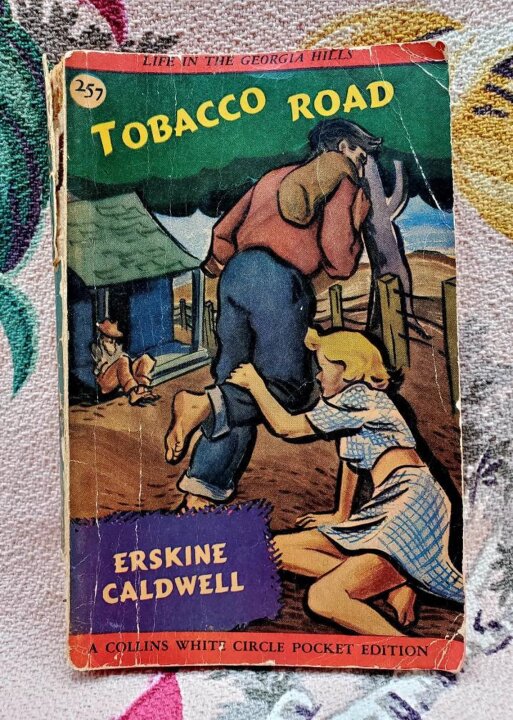 LIFE IN THE GEORGIA HILLS
257
TOBACCO ROAD
ERSKINE
CALDWELL
A COLLINS WHITE CIRCLE POCKET EDITION